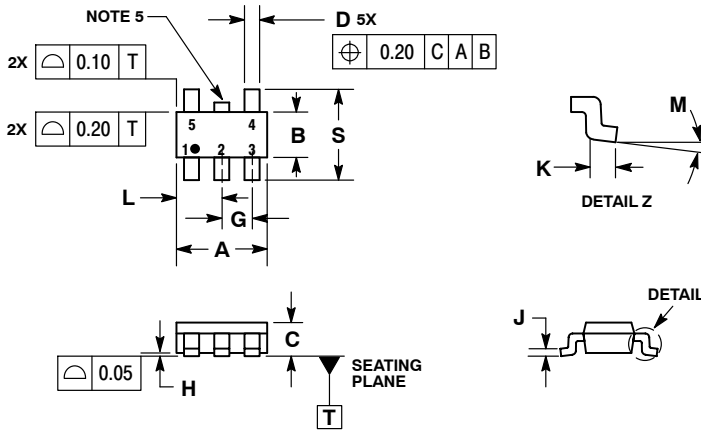 NOTE 5
D 5X
0.20 C A B
2X 0.10 T
2X 0.20 T
5 4
B S
1 2 3
L
G
A
M
K
DETAIL Z
DETAIL
J
C
0.05
H
SEATING
PLANE
T